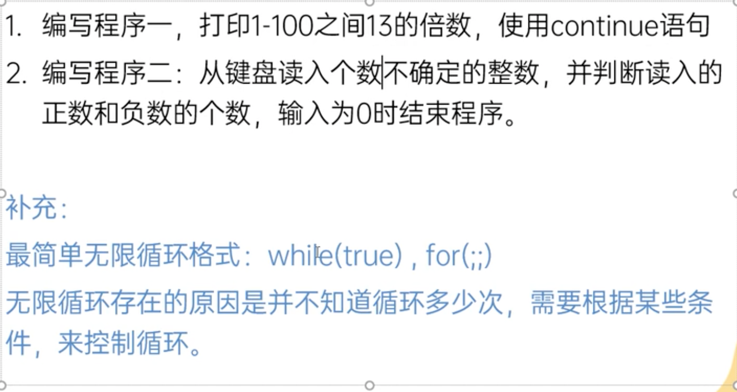 1. 编写程序一，打印1-100之间13的倍数，使用continue语句
2. 编写程序二：从键盘读入个数不确定的整数，并判断读入的
正数和负数的个数，输入为0时结束程序。
补充：
最简单无限循环格式：while(true) , for(;;)
无限循环存在的原因是并不知道循环多少次，需要根据某些条
件，来控制循环。